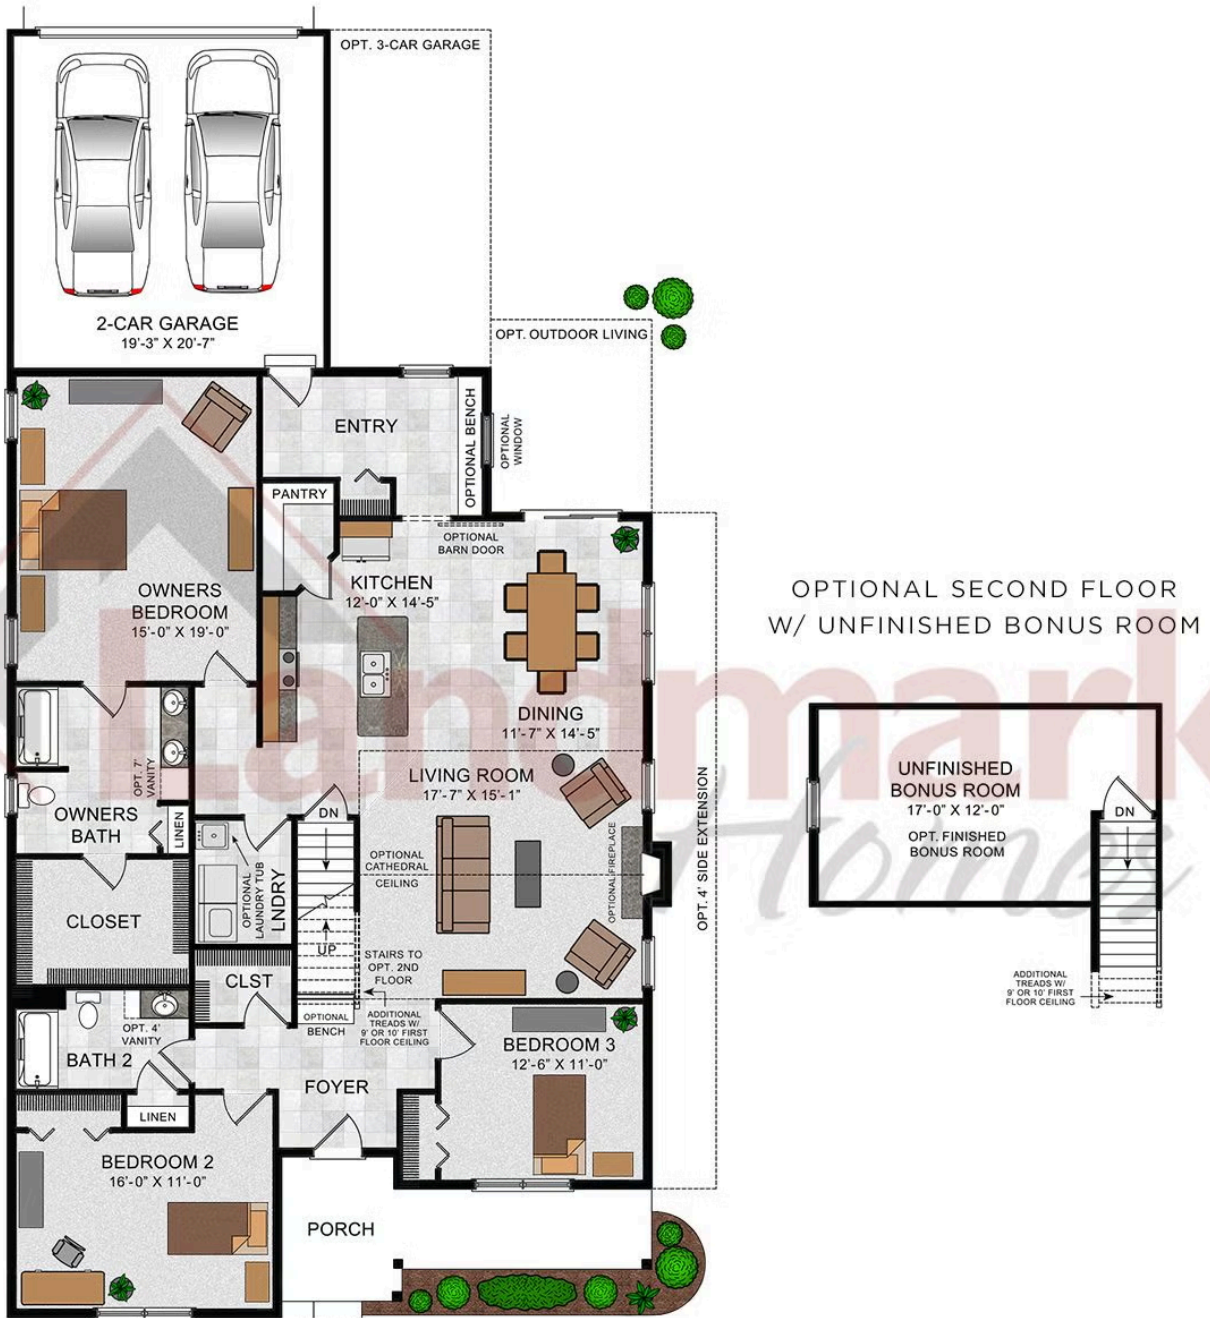 OPT. 3-CAR GARAGE
2-CAR GARAGE
19'-3" X 20'-7"
OPT. OUTDOOR LIVING
ENTRY
OPTIONAL BENCH
OPTIONAL
WINDOW
PANTRY
OPTIONAL
BARN DOOR
KITCHEN
12'-0" X 14'-5"
OWNERS
BEDROOM
15'-0" X 19'-0"
DINING
11'-7" X 14'-5"
OPT. 7'
VANITY
OWNERS
BATH
LINEN
LIVING ROOM
17'-7" X 15'-1"
DN
OPTIONAL
CATHEDRAL
CEILING
OPTIONAL FIREPLACE
OPT. 4' SIDE EXTENSION
OPTIONAL
LAUNDRY TUB
LNDRY
CLOSET
UP
STAIRS TO
OPT. 2ND
FLOOR
CLST
OPTIONAL
BENCH
ADDITIONAL
TREADS W/
9' OR 10' FIRST
FLOOR CEILING
OPT. 4'
VANITY
BATH 2
BEDROOM 3
12'-6" X 11'-0"
FOYER
LINEN
BEDROOM 2
16'-0" X 11'-0"
PORCH
OPTIONAL SECOND FLOOR
W/ UNFINISHED BONUS ROOM
UNFINISHED
BONUS ROOM
17'-0" X 12'-0"
OPT. FINISHED
BONUS ROOM
DN
ADDITIONAL
TREADS W/
9' OR 10' FIRST
FLOOR CEILING
Landmark
Homes